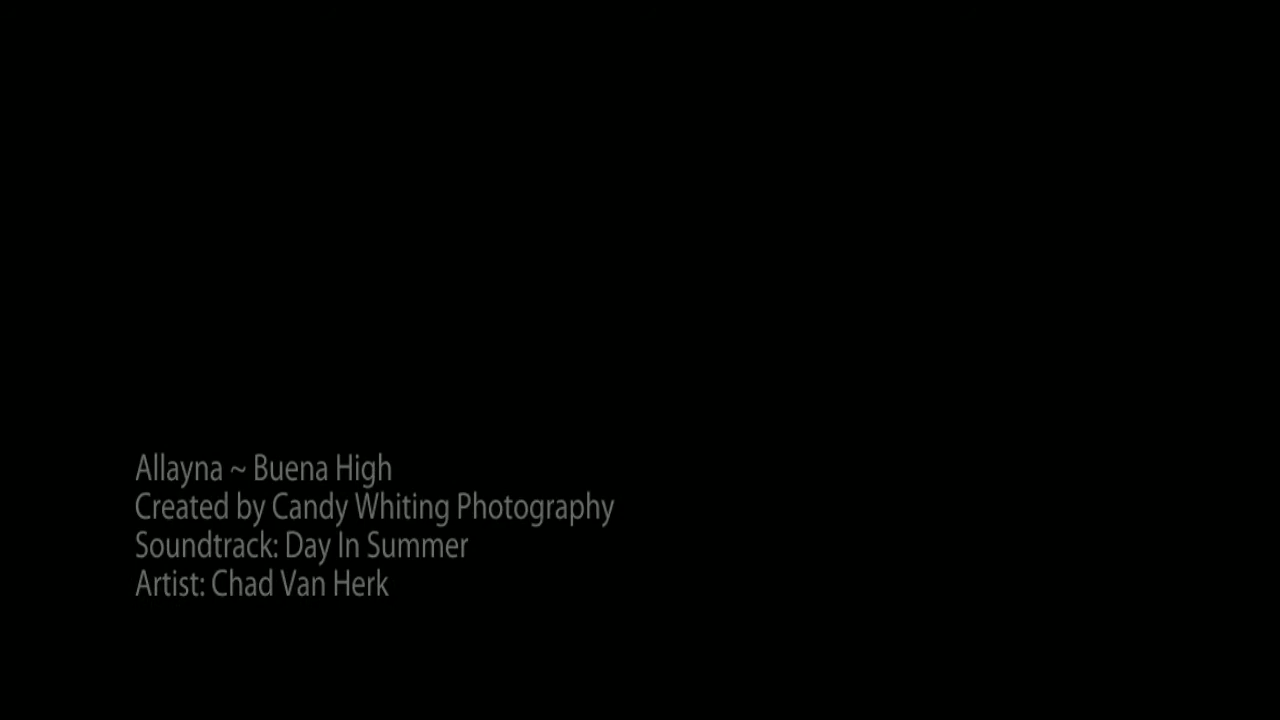 Allayna ~ Buena High
Created by Candy Whiting Photography
Soundtrack: Day In Summer
Artist: Chad Van Herk